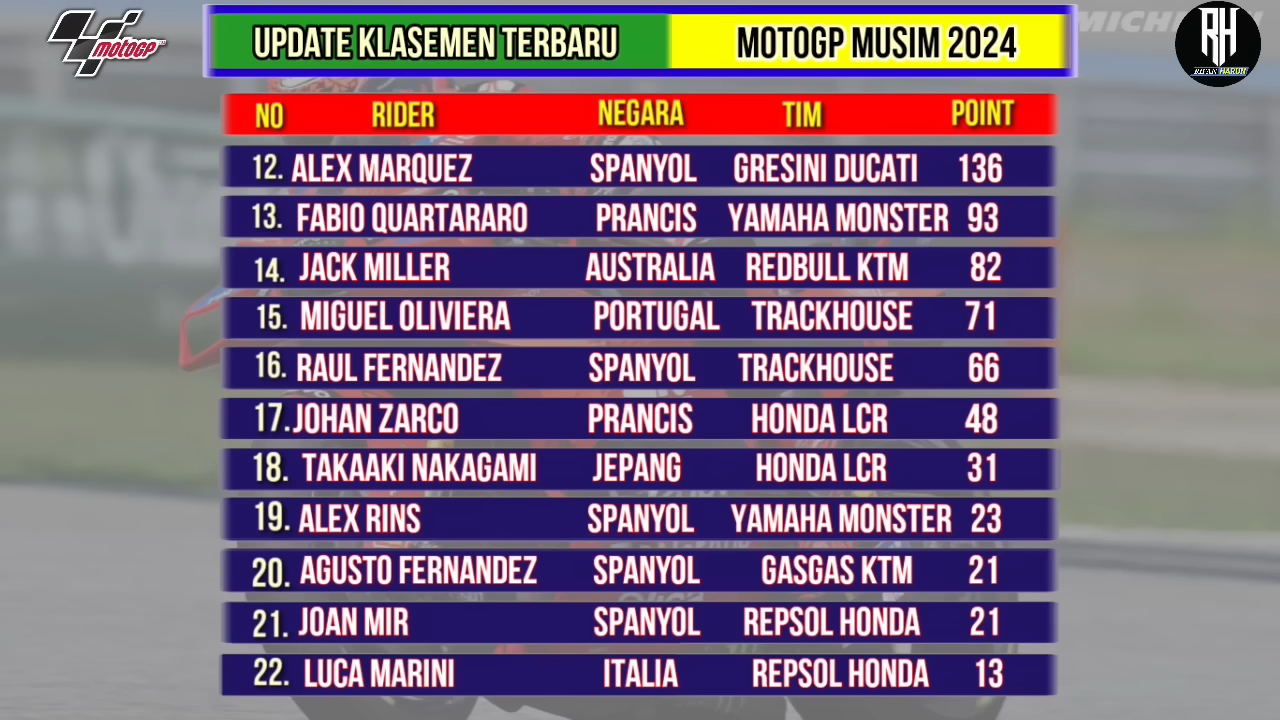 motoGP
UPDATE KLASEMEN TERBARU MOTOGP MUSIM 2024
RH
RIFAN HARUN
NO RIDER NEGARA TIM POINT
12. ALEX MARQUEZ SPANYOL GRESINI DUCATI 136
13. FABIO QUARTARARO PRANCIS YAMAHA MONSTER 93
14. JACK MILLER AUSTRALIA REDBULL KTM 82
15. MIGUEL OLIVIERA PORTUGAL TRACKHOUSE 71
16. RAUL FERNANDEZ SPANYOL TRACKHOUSE 66
17. JOHAN ZARCO PRANCIS HONDA LCR 48
18. TAKAAKI NAKAGAMI JEPANG HONDA LCR 31
19. ALEX RINS SPANYOL YAMAHA MONSTER 23
20. AGUSTO FERNANDEZ SPANYOL GASGAS KTM 21
21. JOAN MIR SPANYOL REPSOL HONDA 21
22. LUCA MARINI ITALIA REPSOL HONDA 13